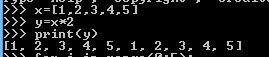 >>> x=[1,2,3,4,5]
>>> y=x*2
>>> print(y)
[1, 2, 3, 4, 5, 1, 2, 3, 4, 5]